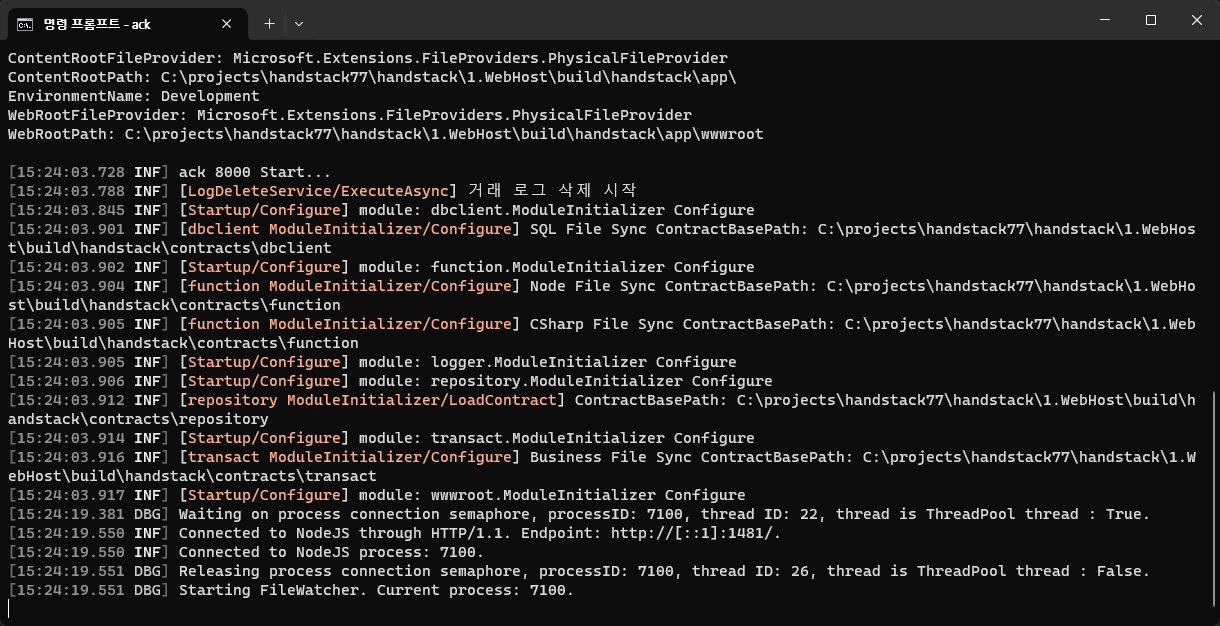 명령 프롬프트 - ack
ContentRootFileProvider: Microsoft.Extensions.FileProviders.PhysicalFileProvider
ContentRootPath: C:\projects\handstack77\handstack\1.WebHost\build\handstack\app\
EnvironmentName: Development
WebRootFileProvider: Microsoft.Extensions.FileProviders.PhysicalFileProvider
WebRootPath: C:\projects\handstack77\handstack\1.WebHost\build\handstack\app\wwwroot
[15:24:03.728 INF] ack 8000 Start...
[15:24:03.788 INF] [LogDeleteService/ExecuteAsync] 거래 로그 삭제 시작
[15:24:03.845 INF] [Startup/Configure] module: dbclient.ModuleInitializer Configure
[15:24:03.901 INF] [dbclient ModuleInitializer/Configure] SQL File Sync ContractBasePath: C:\projects\handstack77\handstack\1.WebHos
t\build\handstack\contracts\dbclient
[15:24:03.902 INF] [Startup/Configure] module: function.ModuleInitializer Configure
[15:24:03.904 INF] [function ModuleInitializer/Configure] Node File Sync ContractBasePath: C:\projects\handstack77\handstack\1.WebHo
st\build\handstack\contracts\function
[15:24:03.905 INF] [function ModuleInitializer/Configure] CSharp File Sync ContractBasePath: C:\projects\handstack77\handstack\1.Web
Host\build\handstack\contracts\function
[15:24:03.905 INF] [Startup/Configure] module: logger.ModuleInitializer Configure
[15:24:03.906 INF] [Startup/Configure] module: repository.ModuleInitializer Configure
[15:24:03.912 INF] [repository ModuleInitializer/LoadContract] ContractBasePath: C:\projects\handstack77\handstack\1.WebHost\build\h
andstack\contracts\repository
[15:24:03.914 INF] [Startup/Configure] module: transact.ModuleInitializer Configure
[15:24:03.916 INF] [transact ModuleInitializer/Configure] Business File Sync ContractBasePath: C:\projects\handstack77\handstack\1.W
ebHost\build\handstack\contracts\transact
[15:24:03.917 INF] [Startup/Configure] module: wwwroot.ModuleInitializer Configure
[15:24:19.381 DBG] Waiting on process connection semaphore, processID: 7100, thread ID: 22, thread is ThreadPool thread : True.
[15:24:19.550 INF] Connected to NodeJS through HTTP/1.1. Endpoint: http://[::1]:1481/.
[15:24:19.550 INF] Connected to NodeJS process: 7100.
[15:24:19.551 DBG] Releasing process connection semaphore, processID: 7100, thread ID: 26, thread is ThreadPool thread : False.
[15:24:19.551 DBG] Starting FileWatcher. Current process: 7100.